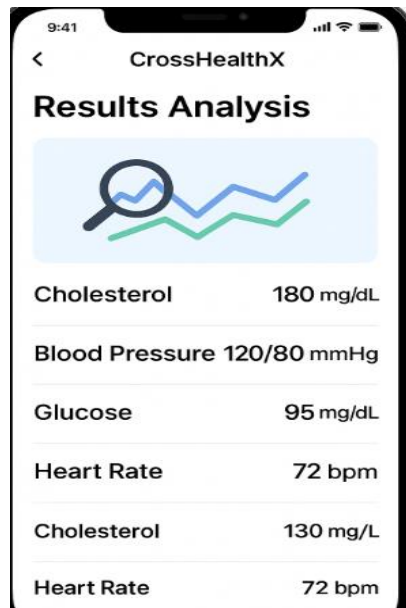 9:41
CrossHealthX
Results Analysis
Cholesterol 180 mg/dL
Blood Pressure 120/80 mmHg
Glucose 95 mg/dL
Heart Rate 72 bpm
Cholesterol 130 mg/L
Heart Rate 72 bpm